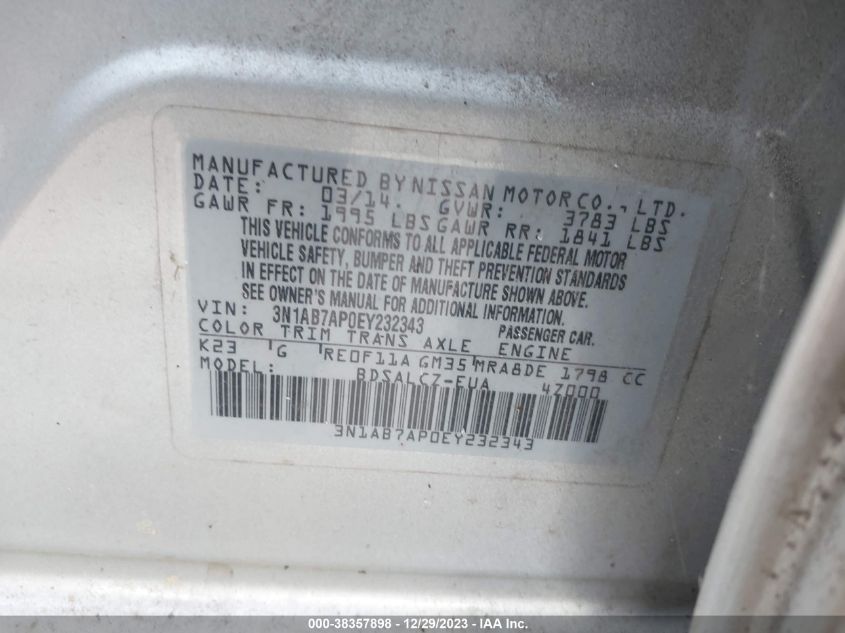 MANUFACTURED BY NISSAN MOTOR CO., LTD.
DATE: 03/14. GVWR: 3783 LBS
GAWR FR: 1995 LBS GAWR RR: 1841 LBS
THIS VEHICLE CONFORMS TO ALL APPLICABLE FEDERAL MOTOR
VEHICLE SAFETY, BUMPER AND THEFT PREVENTION STANDARDS
IN EFFECT ON THE DATE OF MANUFACTURE SHOWN ABOVE.
SEE OWNER'S MANUAL FOR ADDITIONAL INFORMATION.
VIN: 3N1AB7AP0EY232343 PASSENGER CAR.
COLOR TRIM TRANS AXLE ENGINE
K23 G RE0F11A GM35 MRA8DE 1798 CC
MODEL: BDSALCZ-EUA 4Z000
3N1AB7AP0EY232343
000-38357898 - 12/29/2023 - IAA Inc.